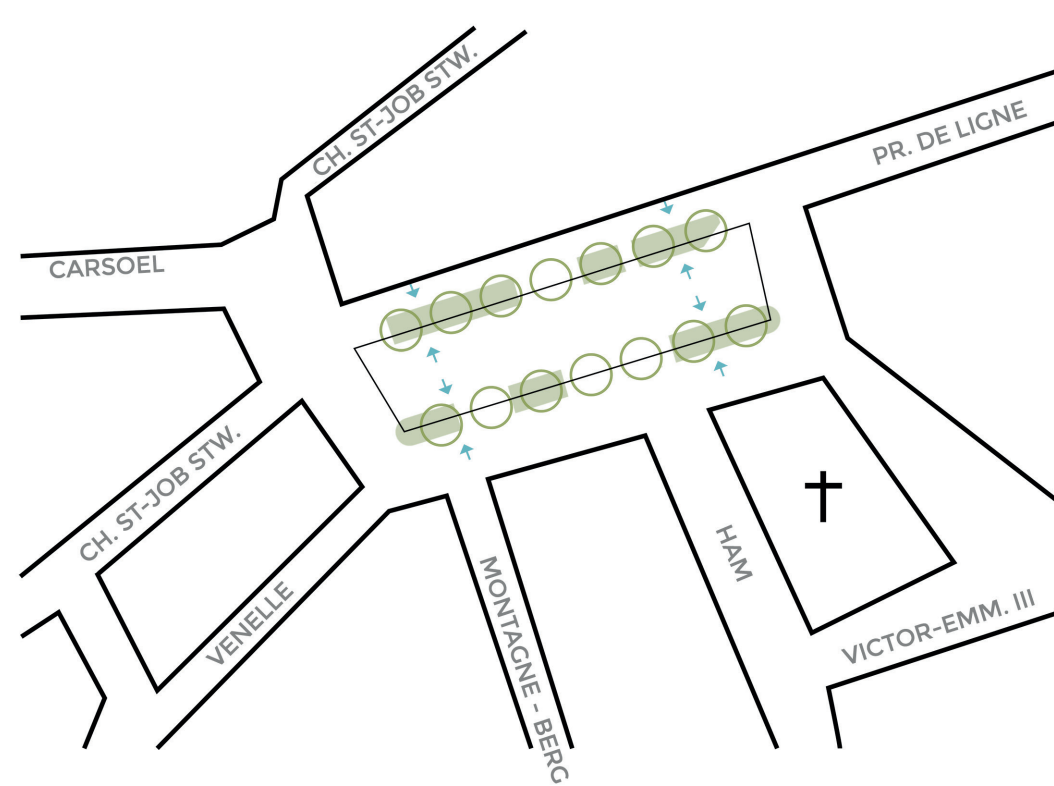 CH. ST-JOB STW.
PR. DE LIGNE
CARSOEL
CH. ST-JOB STW.
VENELLE
MONTAGNE - BERG
HAM
VICTOR-EMM. III